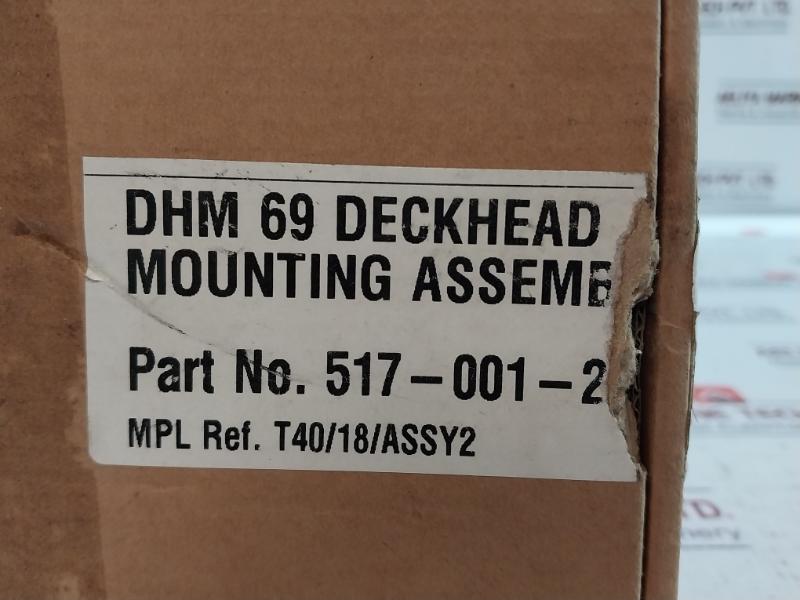 DHM 69 DECKHEAD
MOUNTING ASSEMB
Part No. 517-001-2
MPL Ref. T40/18/ASSY2